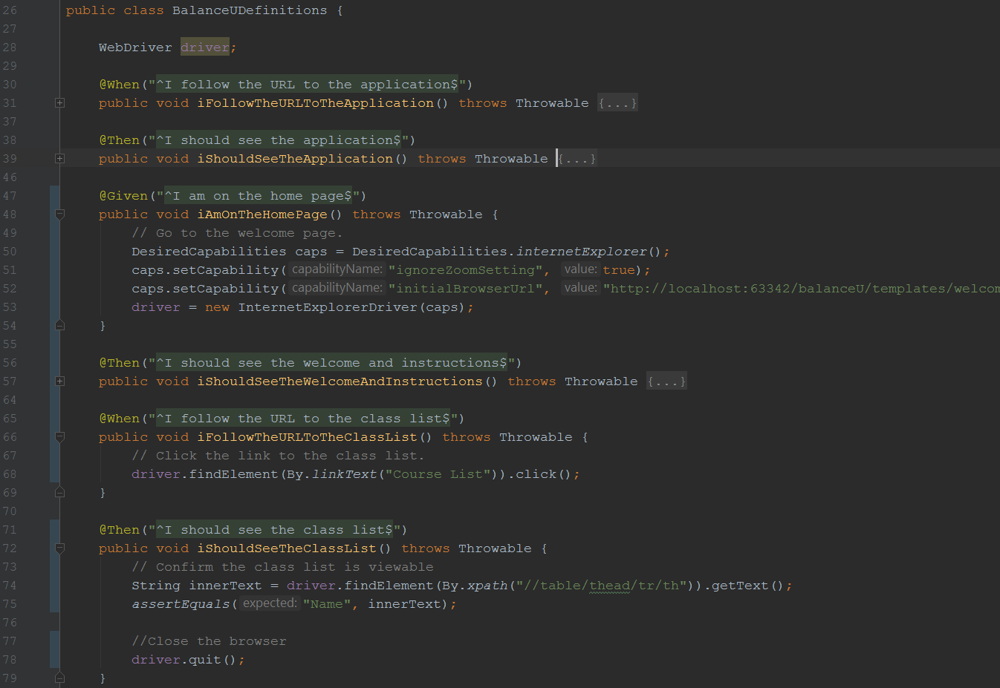 26 public class BalanceUDefinitions {
27
28 WebDriver driver;
29
30 @When("^I follow the URL to the application$")
31 public void iFollowTheURLToTheApplication() throws Throwable {...}
37
38 @Then("^I should see the application$")
39 public void iShouldSeeTheApplication() throws Throwable {...}
46
47 @Given("^I am on the home page$")
48 public void iAmOnTheHomePage() throws Throwable {
49 // Go to the welcome page.
50 DesiredCapabilities caps = DesiredCapabilities.internetExplorer();
51 caps.setCapability( capabilityName: "ignoreZoomSetting", value: true);
52 caps.setCapability( capabilityName: "initialBrowserUrl", value: "http://localhost:63342/balanceU/templates/welcom
53 driver = new InternetExplorerDriver(caps);
54 }
55
56 @Then("^I should see the welcome and instructions$")
57 public void iShouldSeeTheWelcomeAndInstructions() throws Throwable {...}
64
65 @When("^I follow the URL to the class list$")
66 public void iFollowTheURLToTheClassList() throws Throwable {
67 // Click the link to the class list.
68 driver.findElement(By.linkText("Course List")).click();
69 }
70
71 @Then("^I should see the class list$")
72 public void iShouldSeeTheClassList() throws Throwable {
73 // Confirm the class list is viewable
74 String innerText = driver.findElement(By.xpath("//table/thead/tr/th")).getText();
75 assertEquals( expected: "Name", innerText);
76
77 //Close the browser
78 driver.quit();
79 }